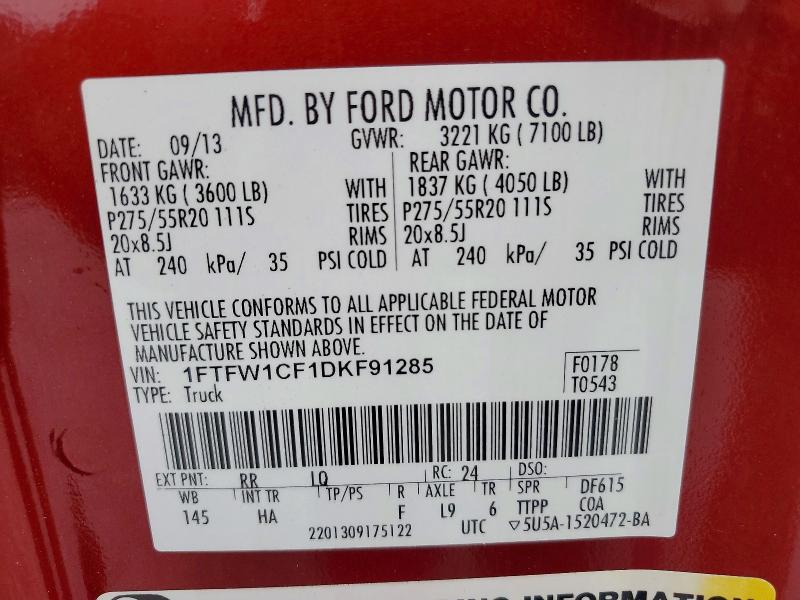 MFD. BY FORD MOTOR CO.
DATE: 09/13 GVWR: 3221 KG ( 7100 LB)
FRONT GAWR: REAR GAWR:
1633 KG ( 3600 LB) WITH 1837 KG ( 4050 LB) WITH
P275/55R20 111S TIRES P275/55R20 111S TIRES
20x8.5J RIMS 20x8.5J RIMS
AT 240 kPa/ 35 PSI COLD AT 240 kPa/ 35 PSI COLD
THIS VEHICLE CONFORMS TO ALL APPLICABLE FEDERAL MOTOR
VEHICLE SAFETY STANDARDS IN EFFECT ON THE DATE OF
MANUFACTURE SHOWN ABOVE.
VIN: 1FTFW1CF1DKF91285 F0178
TYPE: Truck T0543
EXT PNT: RR LQ RC: 24 DSO:
WB INT TR TP/PS R AXLE TR SPR DF615
145 HA F L9 6 TTPP COA
2201309175122 UTC ▽5U5A-1520472-BA
INFORMATION